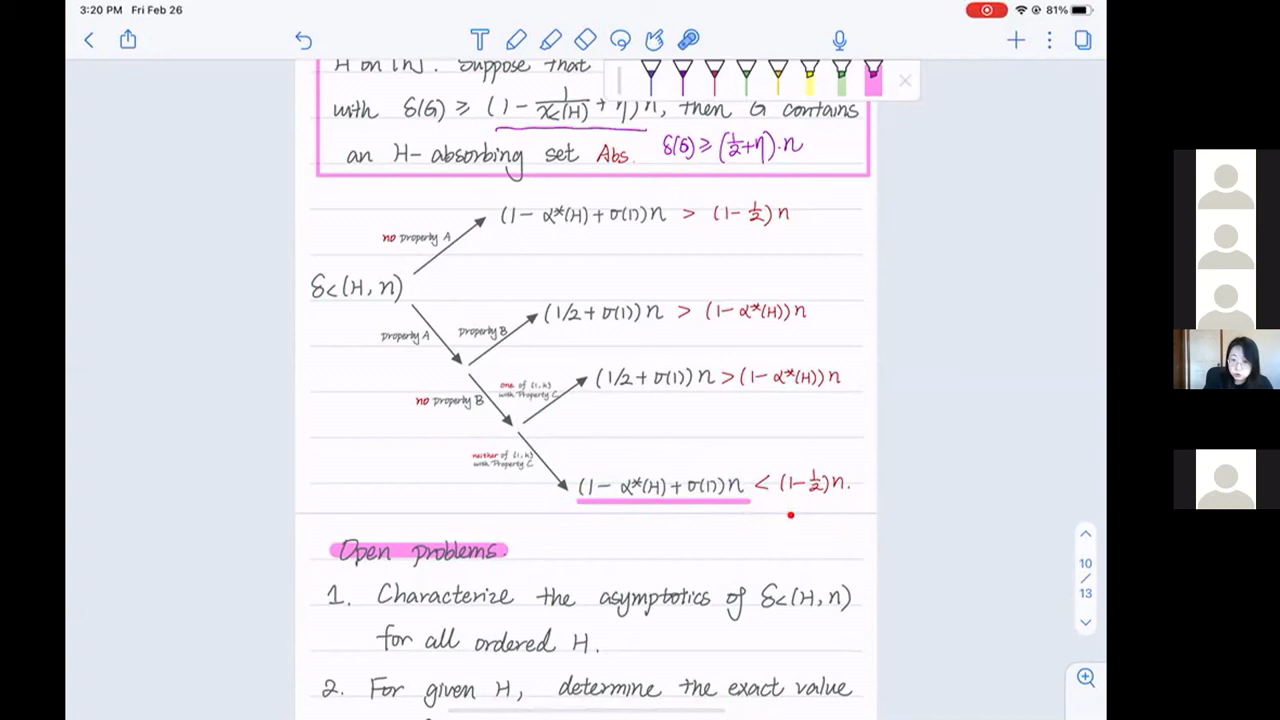 3:20 PM Fri Feb 26
81%
H on [n]. Suppose that
with δ(G) ≥ (1 - 1/χ<(H) + η)n, then G contains
an H-absorbing set Abs. δ(G) ≥ (1/2+η)·n
(1 - α*(H) + σ(1))n > (1 - 1/2)n
no property A
δ<(H, n)
property A
property B
(1/2 + σ(1))n > (1 - α*(H))n
no property B
one of {1, h}
with Property C
(1/2 + σ(1))n > (1 - α*(H))n
neither of {1, h}
with Property C
(1 - α*(H) + σ(1))n < (1 - 1/2)n.
Open problems.
1. Characterize the asymptotics of δ<(H, n)
for all ordered H.
2. For given H, determine the exact value
10
/
13